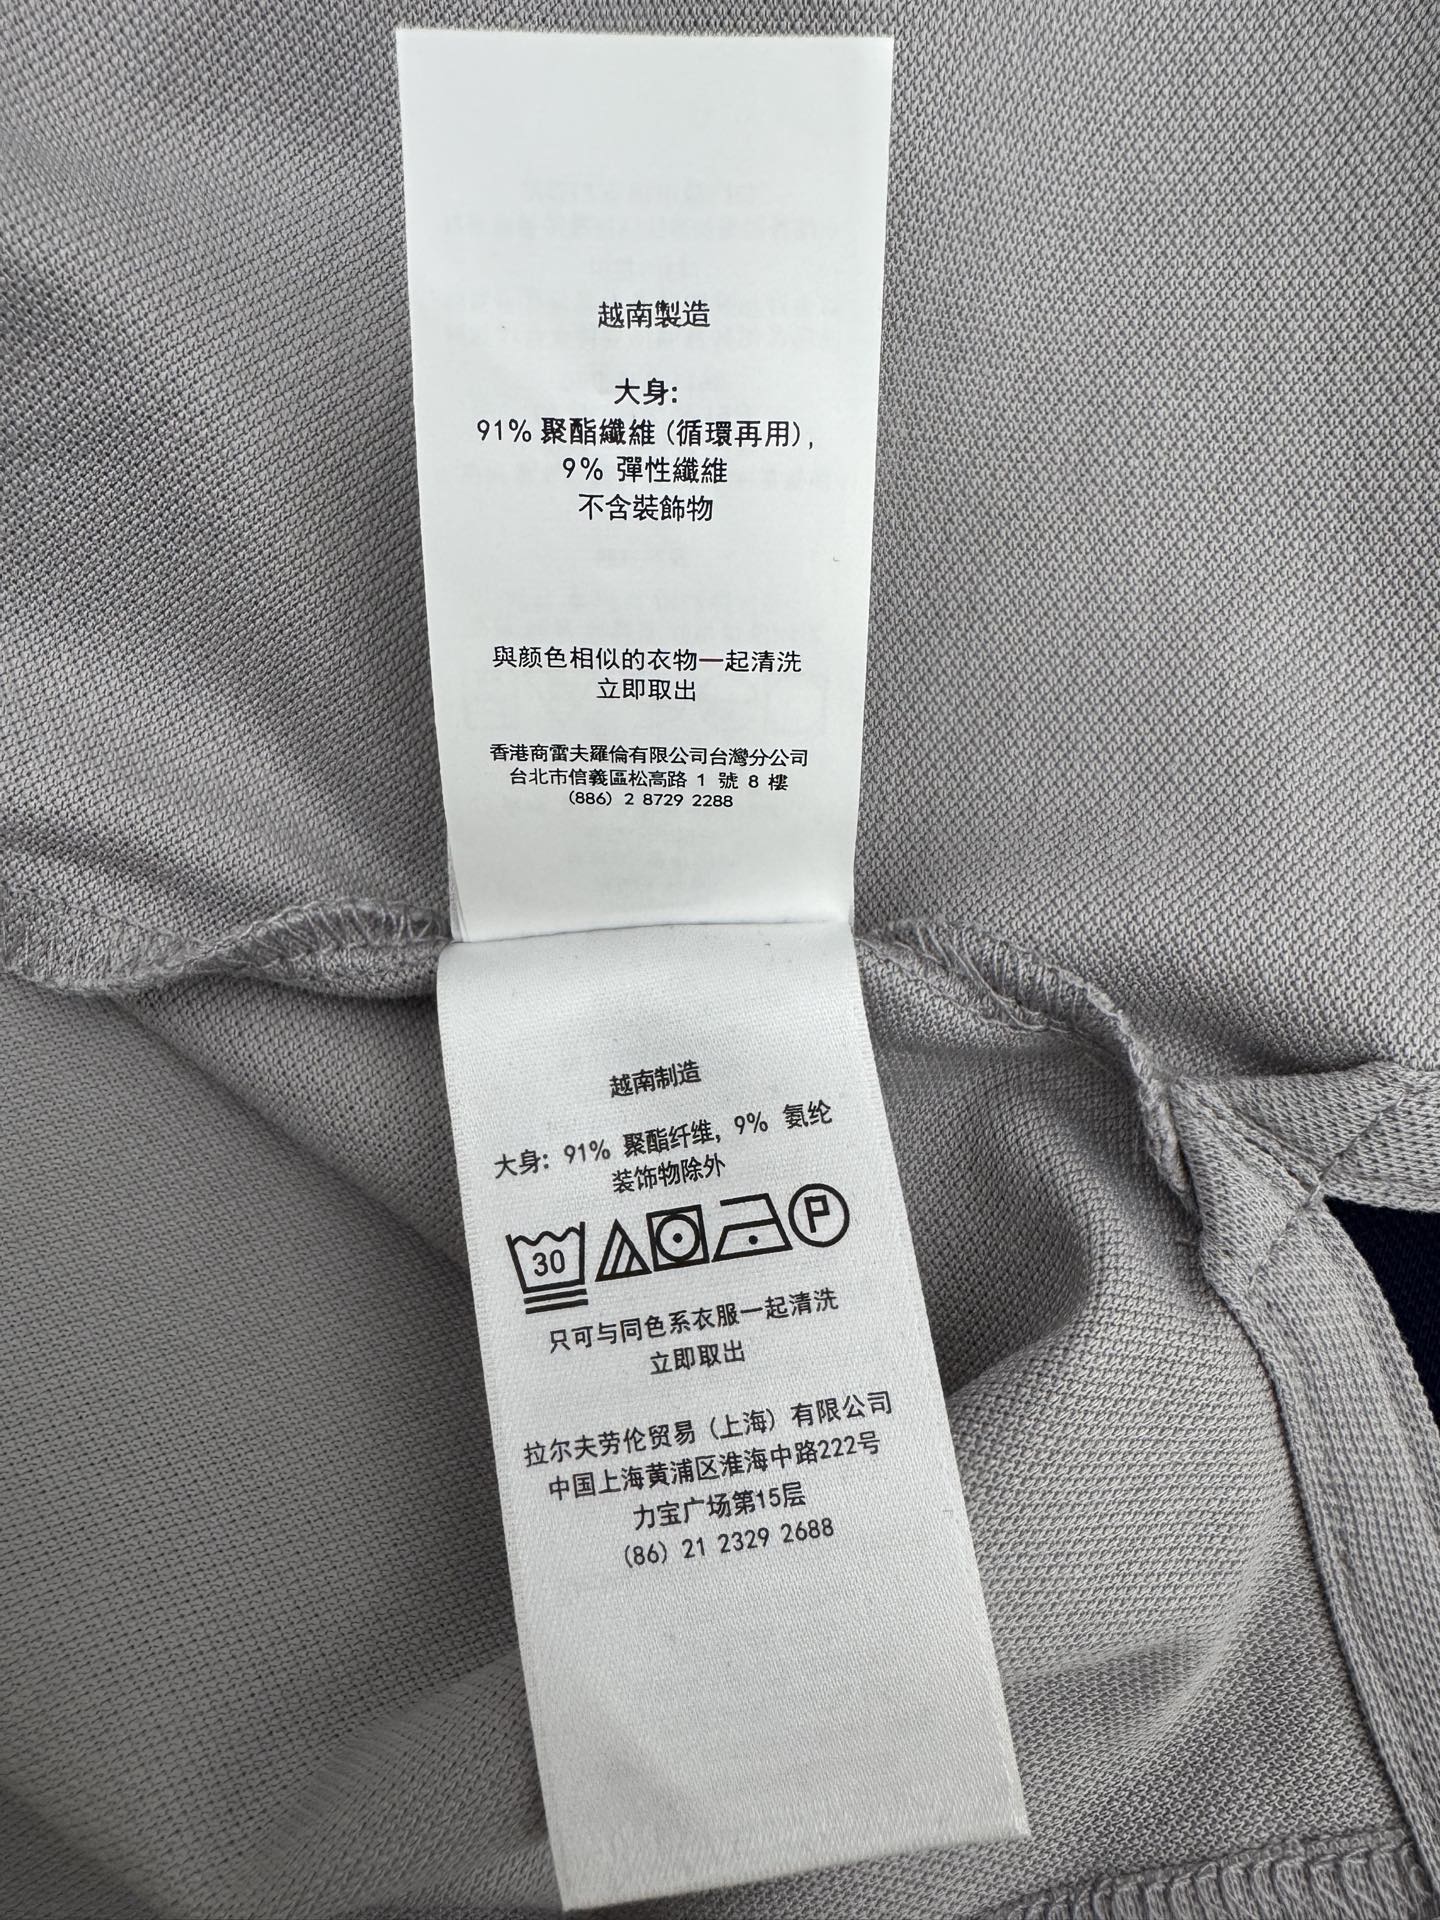 越南製造
大身:
91% 聚酯纖維 (循環再用),
9% 彈性纖維
不含裝飾物
與颜色相似的衣物一起清洗
立即取出
香港商雷夫羅倫有限公司台灣分公司
台北市信義區松高路 1 號 8 樓
(886) 2 8729 2288
越南制造
大身: 91% 聚酯纤维, 9% 氨纶
装饰物除外
30
P
只可与同色系衣服一起清洗
立即取出
拉尔夫劳伦贸易 (上海) 有限公司
中国上海黄浦区淮海中路222号
力宝广场第15层
(86) 21 2329 2688